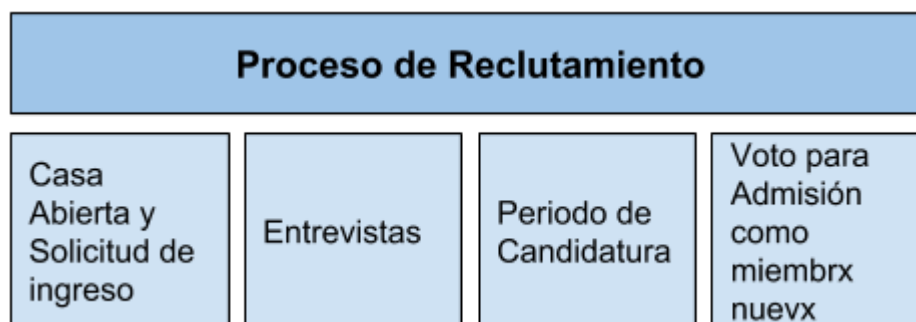 Proceso de Reclutamiento
Casa
Abierta y
Solicitud de
ingreso
Entrevistas
Periodo de
Candidatura
Voto para
Admisión
como
miembrx
nuevx